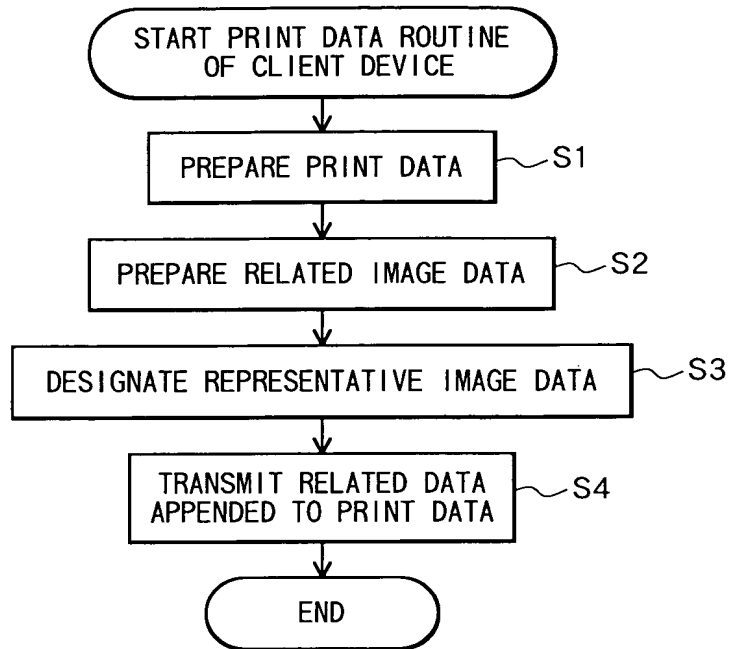 START PRINT DATA ROUTINE
OF CLIENT DEVICE
PREPARE PRINT DATA
S1
PREPARE RELATED IMAGE DATA
S2
DESIGNATE REPRESENTATIVE IMAGE DATA
S3
TRANSMIT RELATED DATA
APPENDED TO PRINT DATA
S4
END